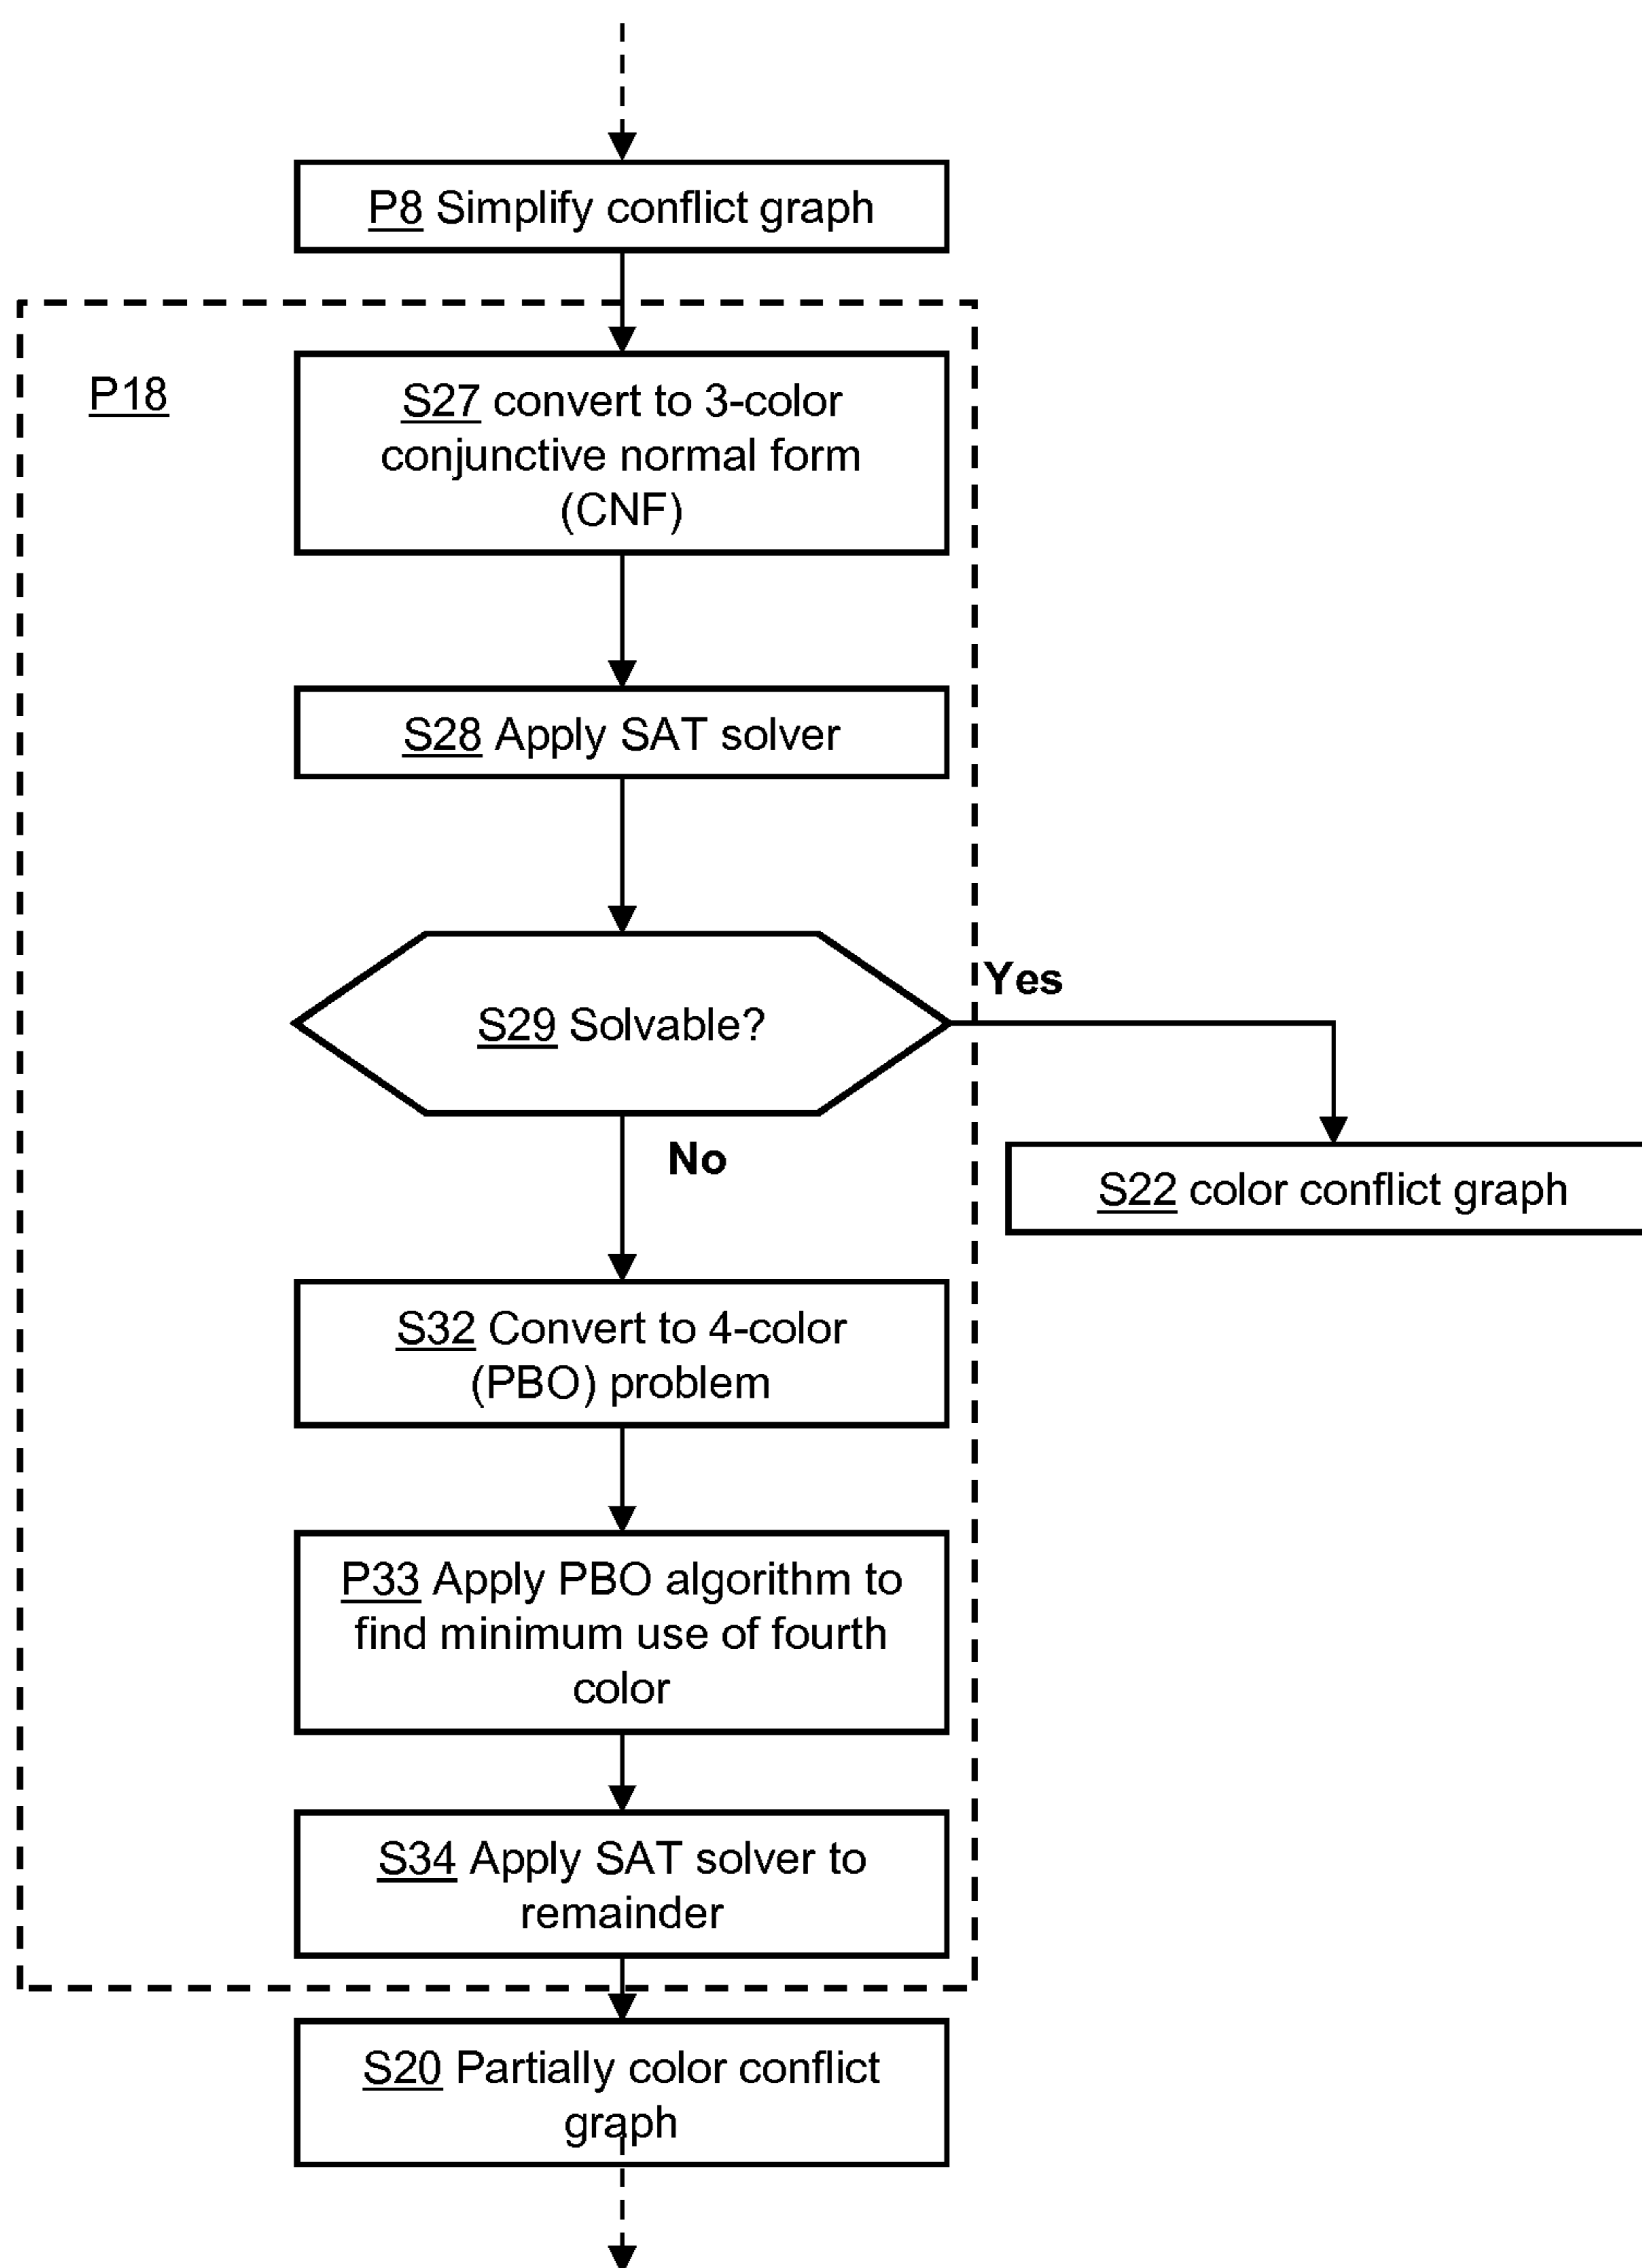 P8 Simplify conflict graph
P18
S27 convert to 3-color
conjunctive normal form
(CNF)
S28 Apply SAT solver
Yes
S29 Solvable?
No
S22 color conflict graph
S32 Convert to 4-color
(PBO) problem
P33 Apply PBO algorithm to
find minimum use of fourth
color
S34 Apply SAT solver to
remainder
S20 Partially color conflict
graph